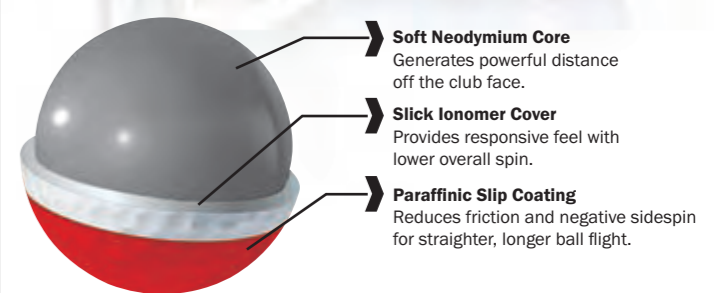 Soft Neodymium Core
Generates powerful distance
off the club face.
Slick Ionomer Cover
Provides responsive feel with
lower overall spin.
Paraffinic Slip Coating
Reduces friction and negative sidespin
for straighter, longer ball flight.